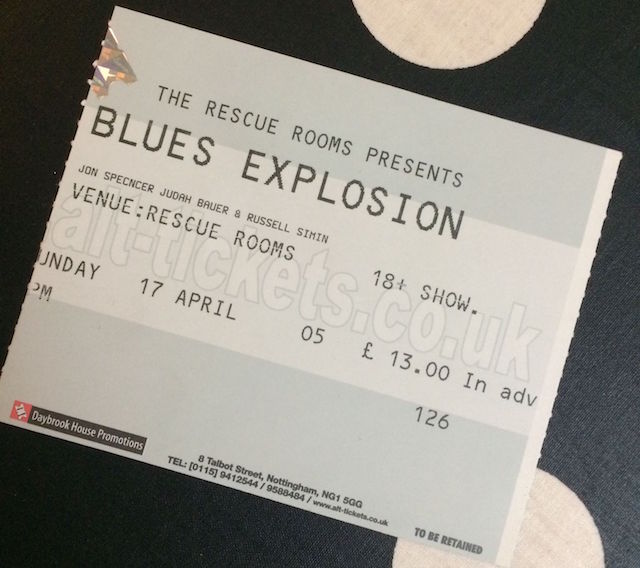 THE RESCUE ROOMS PRESENTS
BLUES EXPLOSION
JON SPECNCER JUDAH BAUER & RUSSELL SIMIN
VENUE:RESCUE ROOMS
18+ SHOW.
UNDAY 17 APRIL 05 £ 13.00 In adv
PM
126
alt-tickets.co.uk
Daybrook House Promotions
8 Talbot Street, Nottingham, NG1 5GG
TEL: [0115] 9412544 / 9588484 / www.alt-tickets.co.uk
TO BE RETAINED